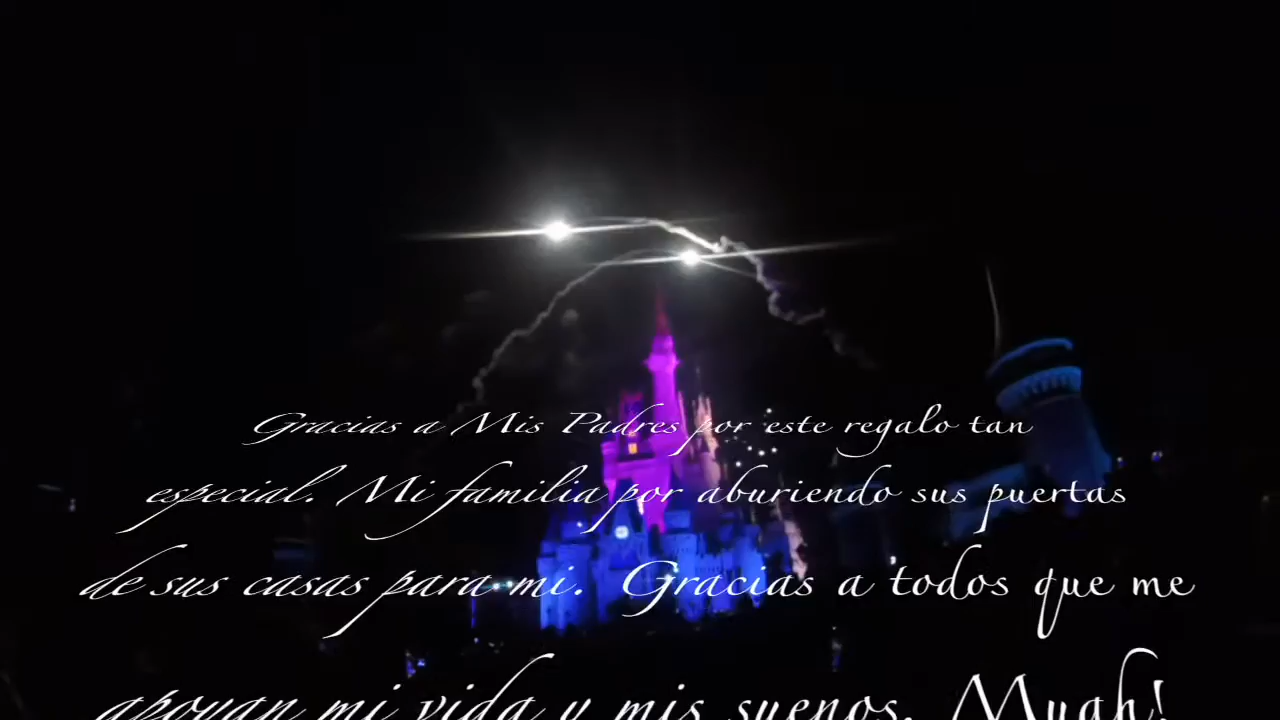 Gracias a Mis Padres por este regalo tan
especial. Mi familia por aburiendo sus puertas
de sus casas para mi. Gracias a todos que me
apoyan mi vida y mis suenos. Muah!